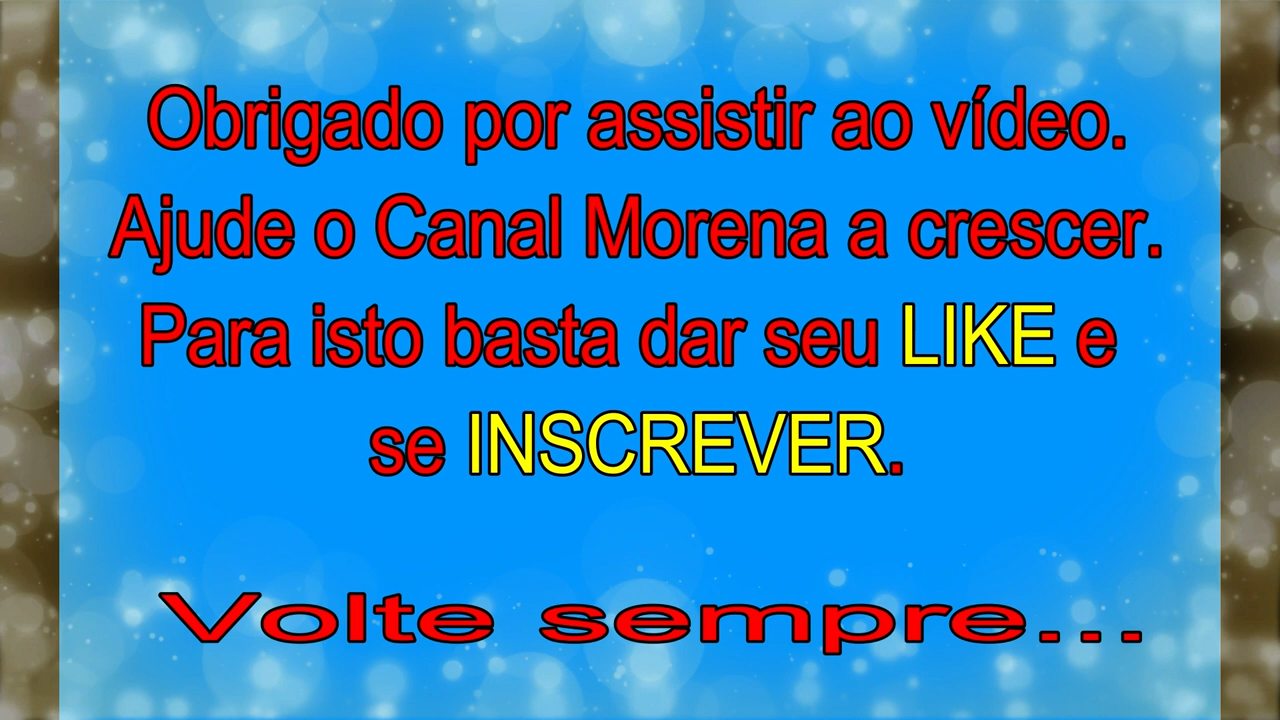 Obrigado por assistir ao vídeo.
Ajude o Canal Morena a crescer.
Para isto basta dar seu LIKE e
se INSCREVER.
Volte sempre...